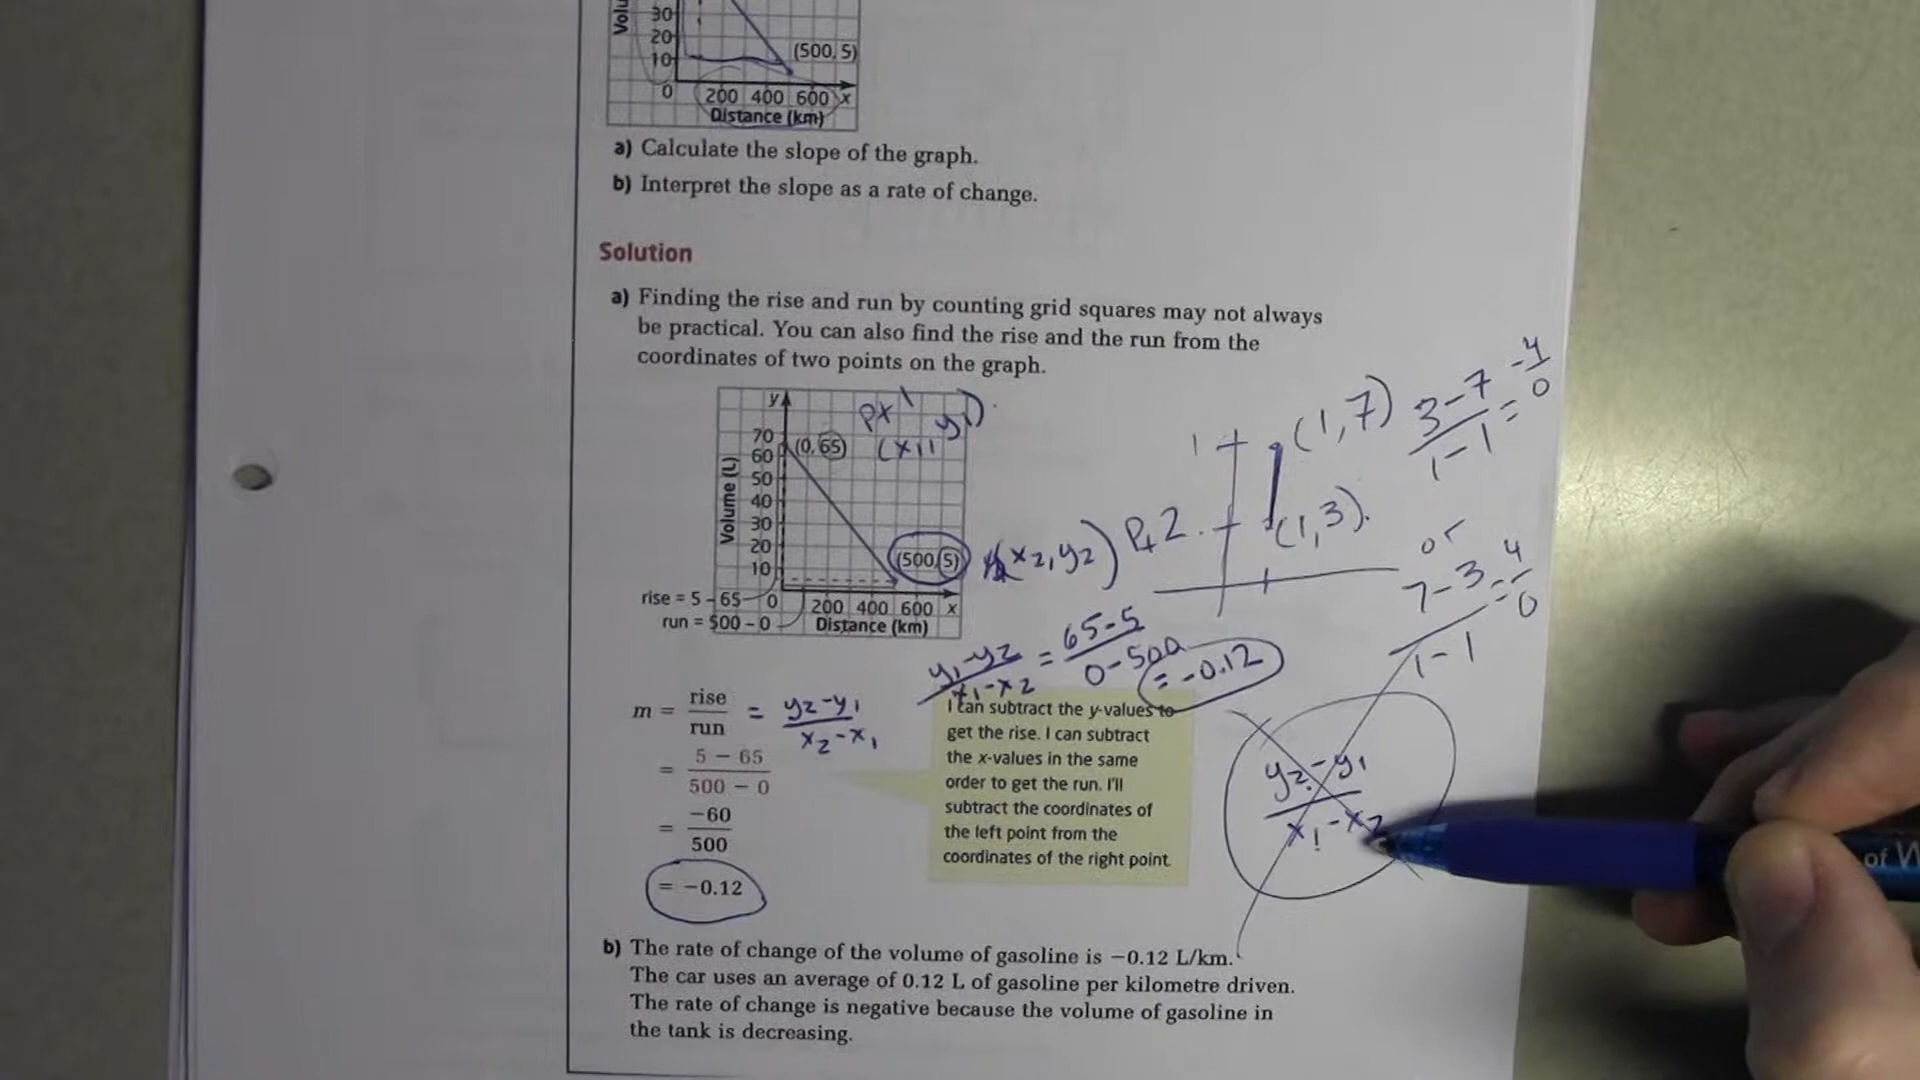 Volu
30
20
10
(500, 5)
0 200 400 600 x
Distance (km)
a) Calculate the slope of the graph.
b) Interpret the slope as a rate of change.
Solution
a) Finding the rise and run by counting grid squares may not always
be practical. You can also find the rise and the run from the
coordinates of two points on the graph.
y
70
60
50
40
30
20
10
Volume (L)
(0, 65)
(x1, y1)
(500, 5)
(x2, y2) Pt 2.
0 200 400 600 x
Distance (km)
rise = 5 - 65
run = 500 - 0
1
(1, 7)
(1, 3).
3-7
1-1
= -4
0
or
7-3
1-1
= 4
0
y1-y2
x1-x2
= 65-5
0-500
= -0.12
m = rise
run
= y2-y1
x2-x1
= 5 − 65
500 − 0
= −60
500
= −0.12
I can subtract the y-values to
get the rise. I can subtract
the x-values in the same
order to get the run. I'll
subtract the coordinates of
the left point from the
coordinates of the right point.
y2-y1
x1-x2
b) The rate of change of the volume of gasoline is −0.12 L/km.
The car uses an average of 0.12 L of gasoline per kilometre driven.
The rate of change is negative because the volume of gasoline in
the tank is decreasing.
of W